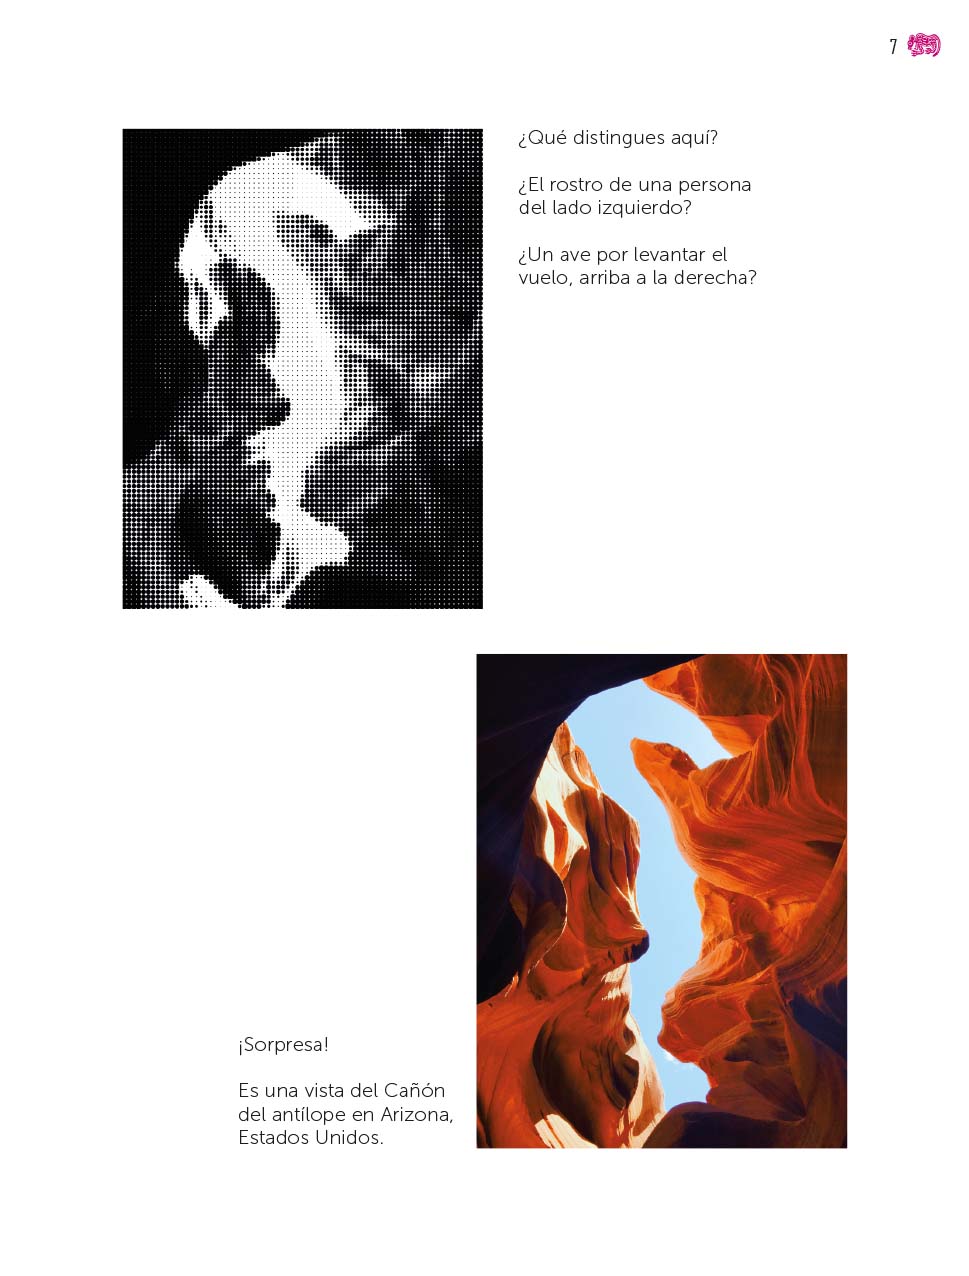 7
¿Qué distingues aquí?
¿El rostro de una persona
del lado izquierdo?
¿Un ave por levantar el
vuelo, arriba a la derecha?
¡Sorpresa!
Es una vista del Cañón
del antílope en Arizona,
Estados Unidos.